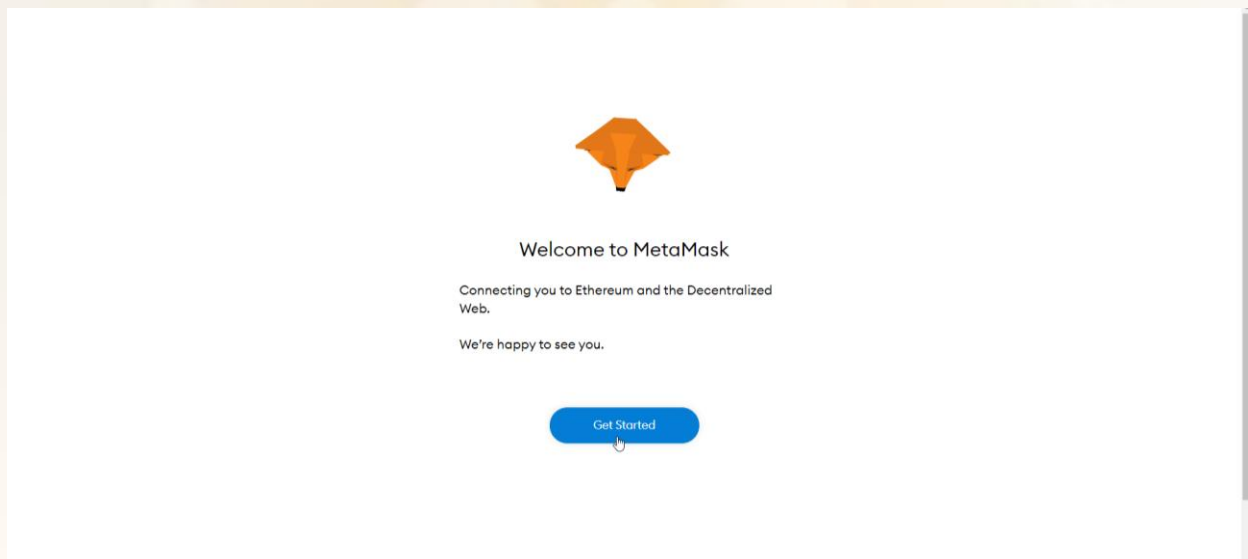 Welcome to MetaMask
Connecting you to Ethereum and the Decentralized
Web.
We're happy to see you.
Get Started